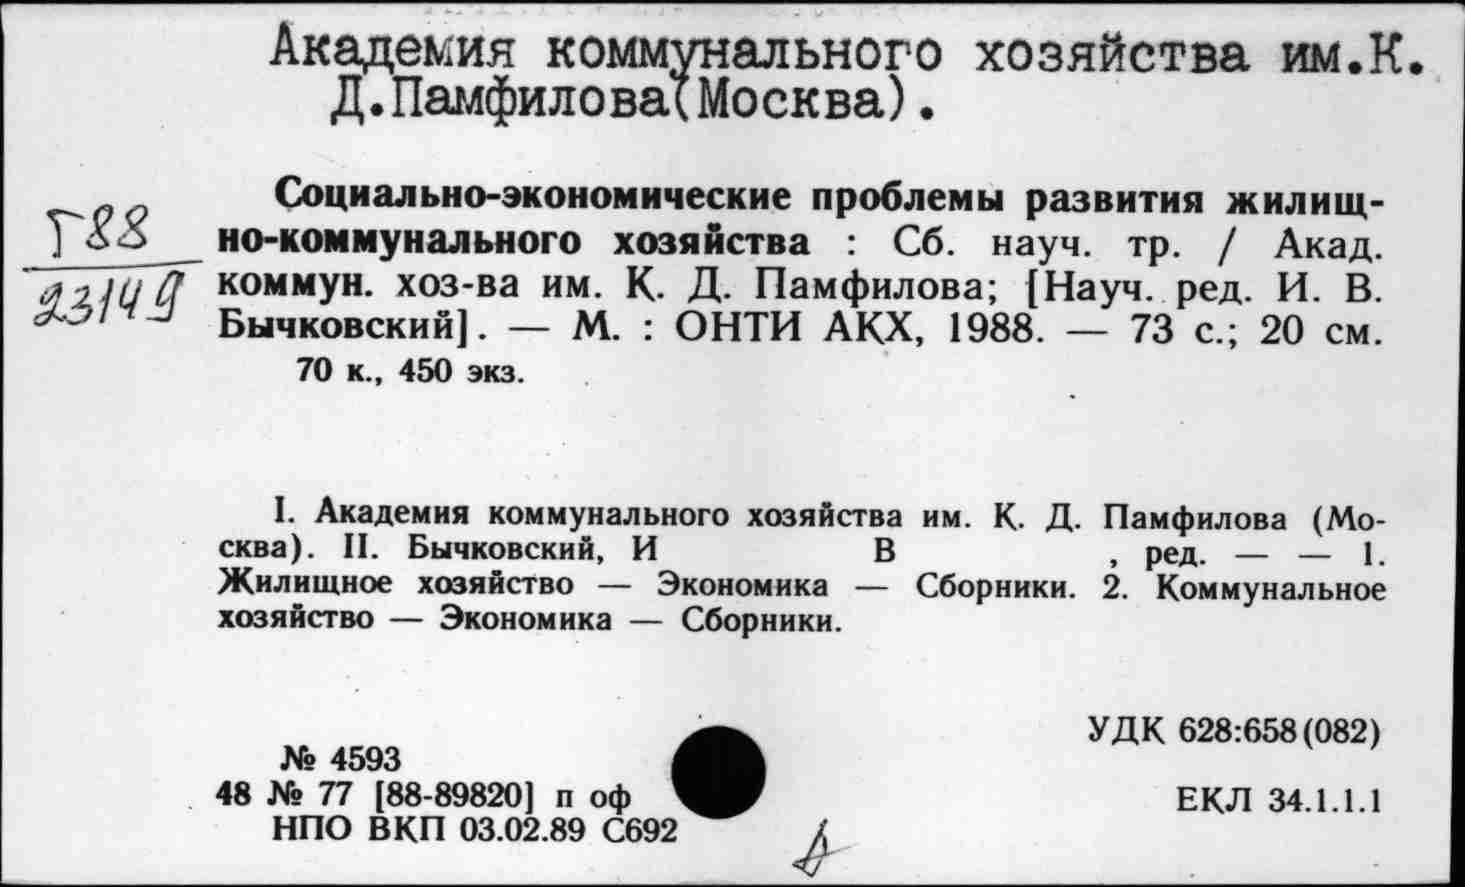 Академия коммунального хозяйства им.К.
Д.Памфилова(Москва).
Социально-экономические проблемы развития жилищ-
но-коммунального хозяйства : Сб. науч. тр. / Акад.
коммун. хоз-ва им. К. Д. Памфилова; [Науч. ред. И. В.
Бычковский]. — М. : ОНТИ АКХ, 1988. — 73 с.; 20 см.
70 к., 450 экз.
Г88
23149
I. Академия коммунального хозяйства им. К. Д. Памфилова (Мо-
сква). II. Бычковский, И В , ред. — — 1.
Жилищное хозяйство — Экономика — Сборники. 2. Коммунальное
хозяйство — Экономика — Сборники.
УДК 628:658(082)
№ 4593
48 № 77 [88-89820] п оф
ЕКЛ 34.1.1.1
НПО ВКП 03.02.89 С692